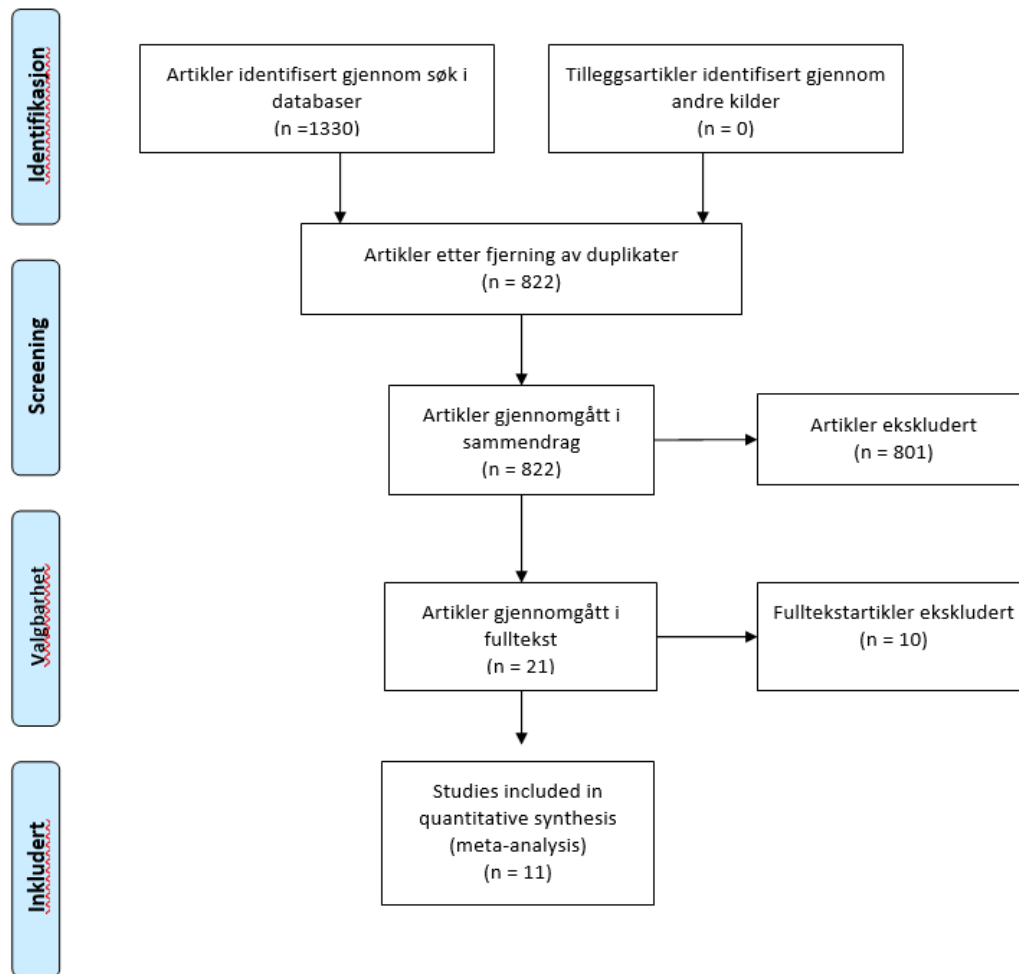 Identifikasjon
Artikler identifisert gjennom søk i
databaser
(n =1330)
Tilleggsartikler identifisert gjennom
andre kilder
(n = 0)
Artikler etter fjerning av duplikater
(n = 822)
Screening
Artikler gjennomgått i
sammendrag
(n = 822)
Artikler ekskludert
(n = 801)
Valgbarhet
Artikler gjennomgått i
fulltekst
(n = 21)
Fulltekstartikler ekskludert
(n = 10)
Inkludert
Studies included in
quantitative synthesis
(meta-analysis)
(n = 11)